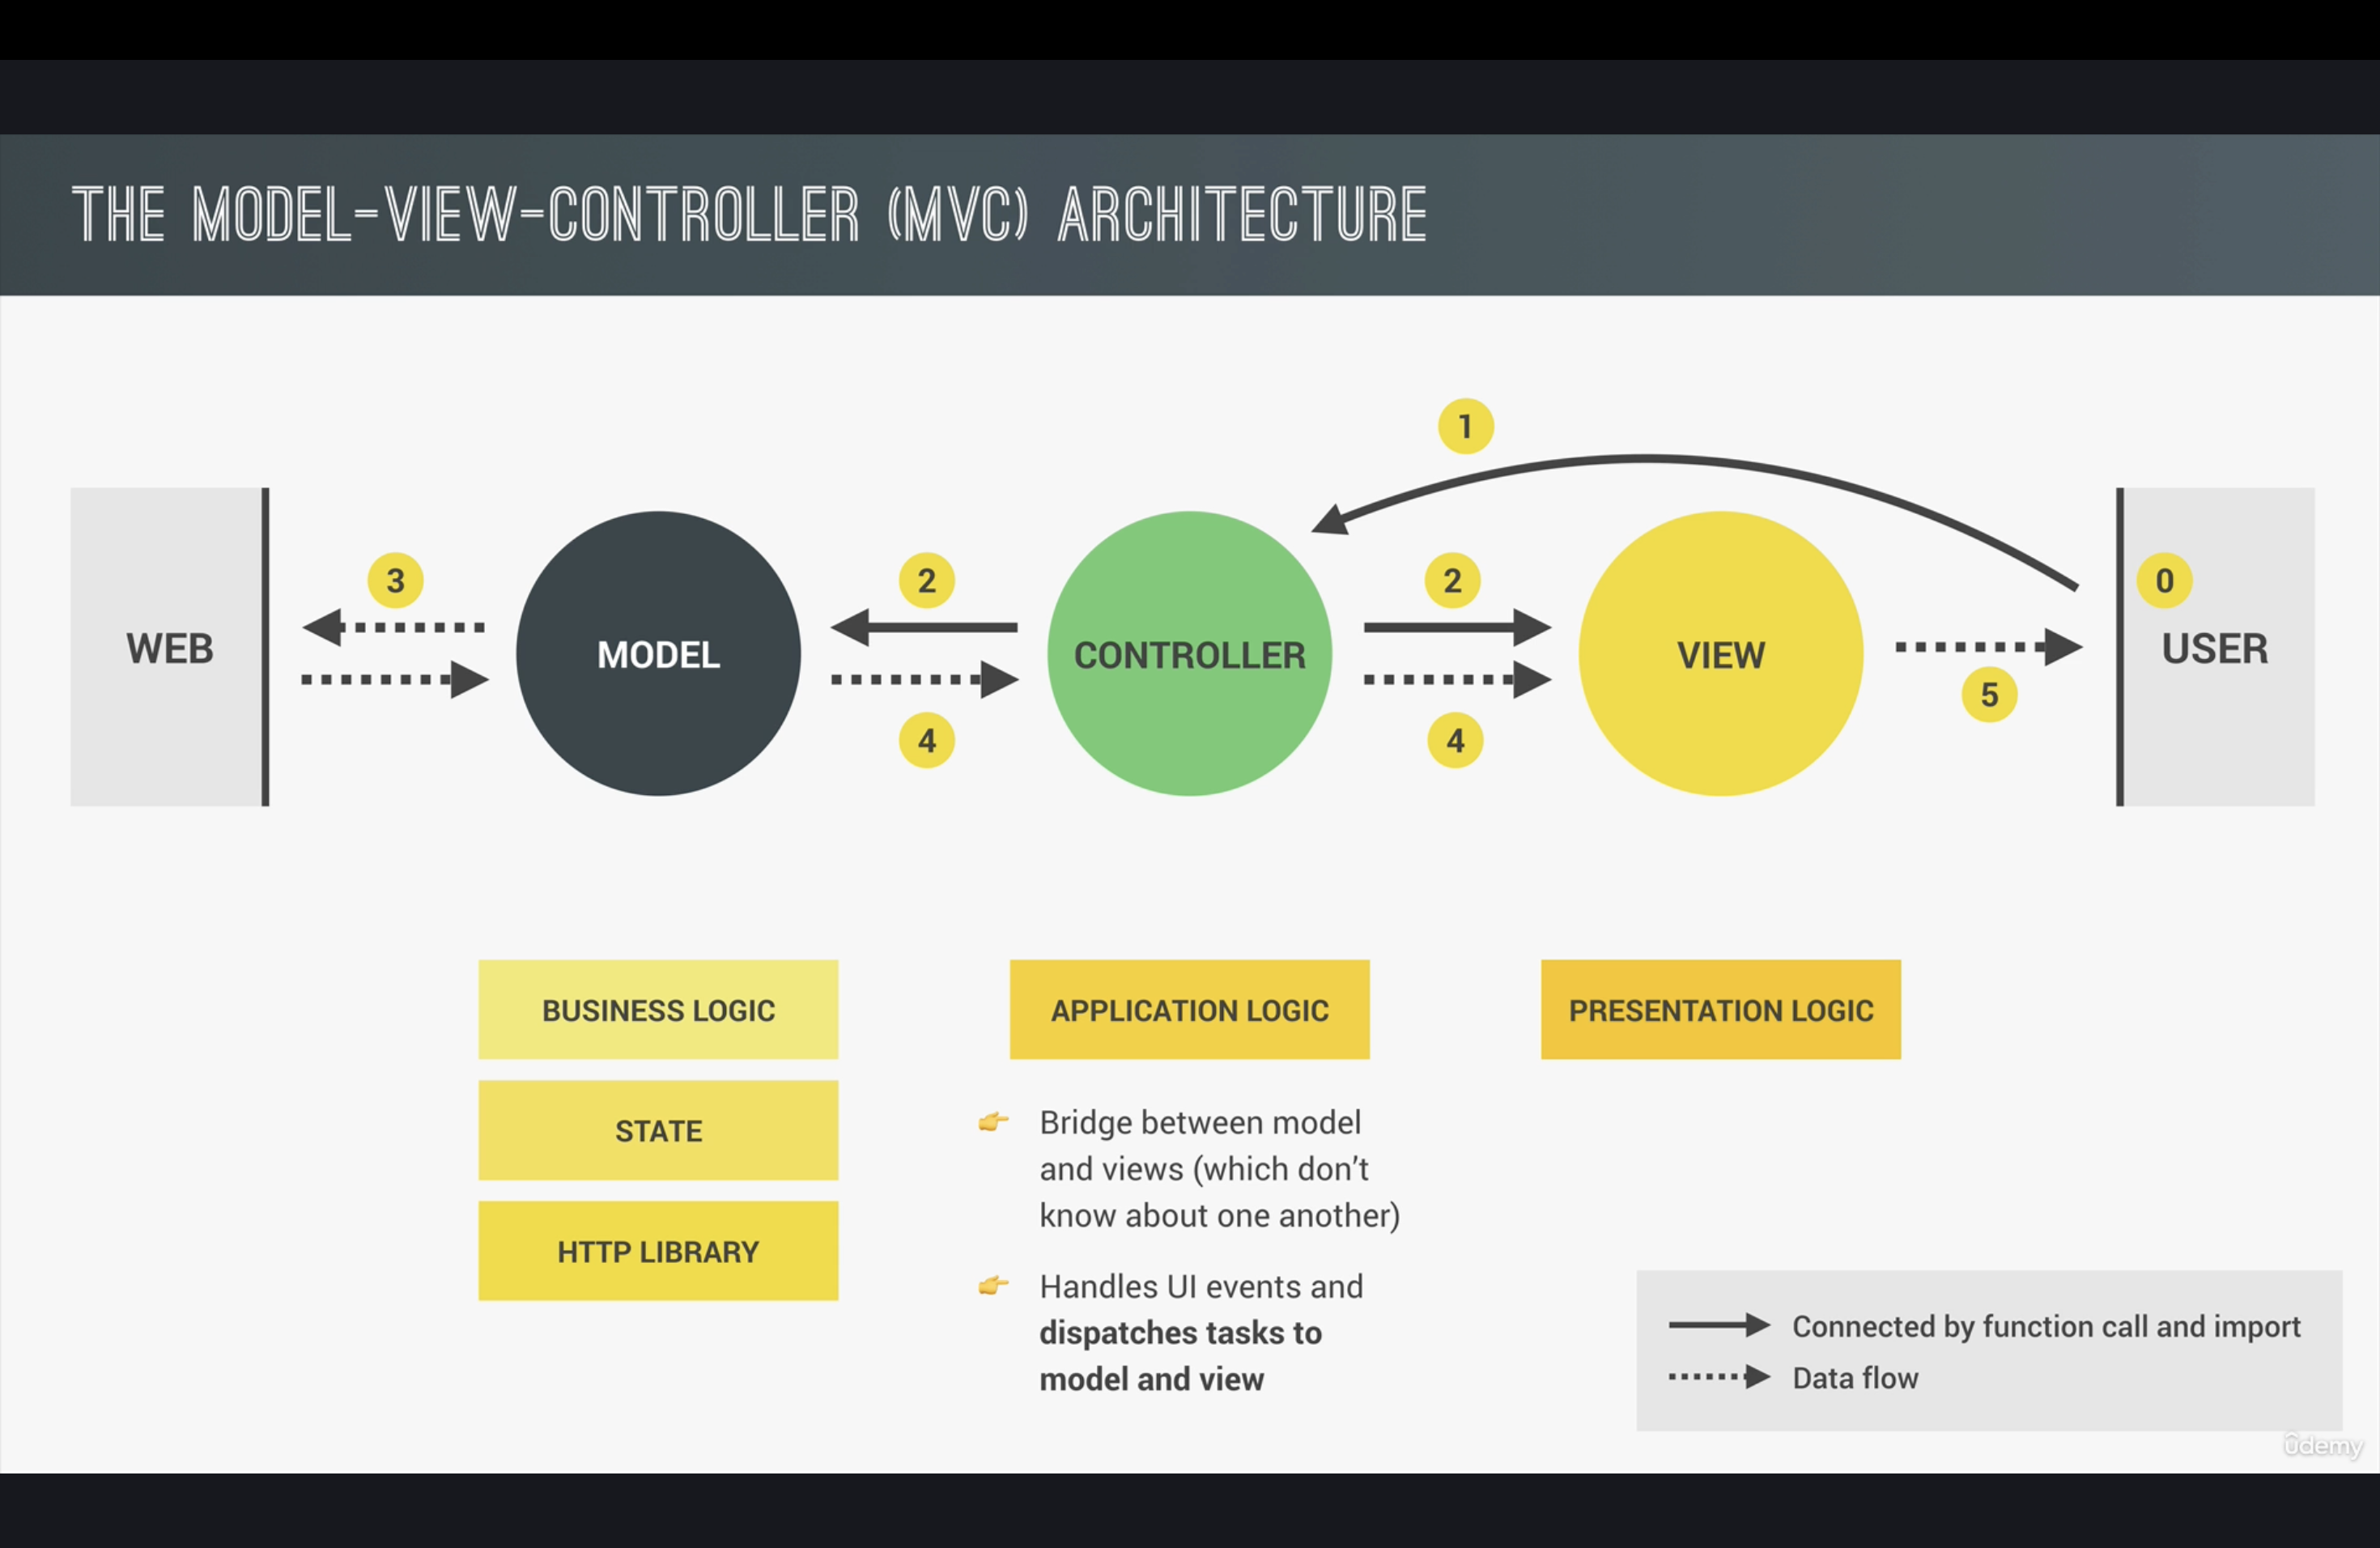 THE MODEL-VIEW-CONTROLLER (MVC) ARCHITECTURE
1
3
2
2
0
WEB
MODEL
CONTROLLER
VIEW
USER
4
4
5
BUSINESS LOGIC
APPLICATION LOGIC
PRESENTATION LOGIC
STATE
HTTP LIBRARY
👉 Bridge between model
and views (which don’t
know about one another)
👉 Handles UI events and
dispatches tasks to
model and view
Connected by function call and import
Data flow
ûdemy